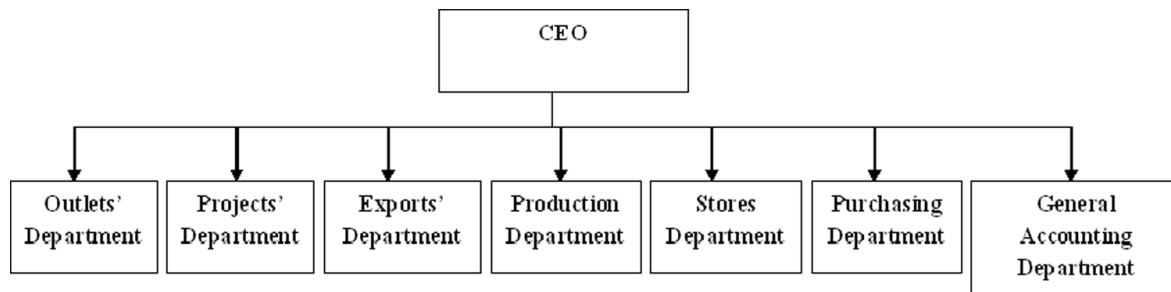 CEO
Outlets’
Department
Projects’
Department
Exports’
Department
Production
Department
Stores
Department
Purchasing
Department
General
Accounting
Department